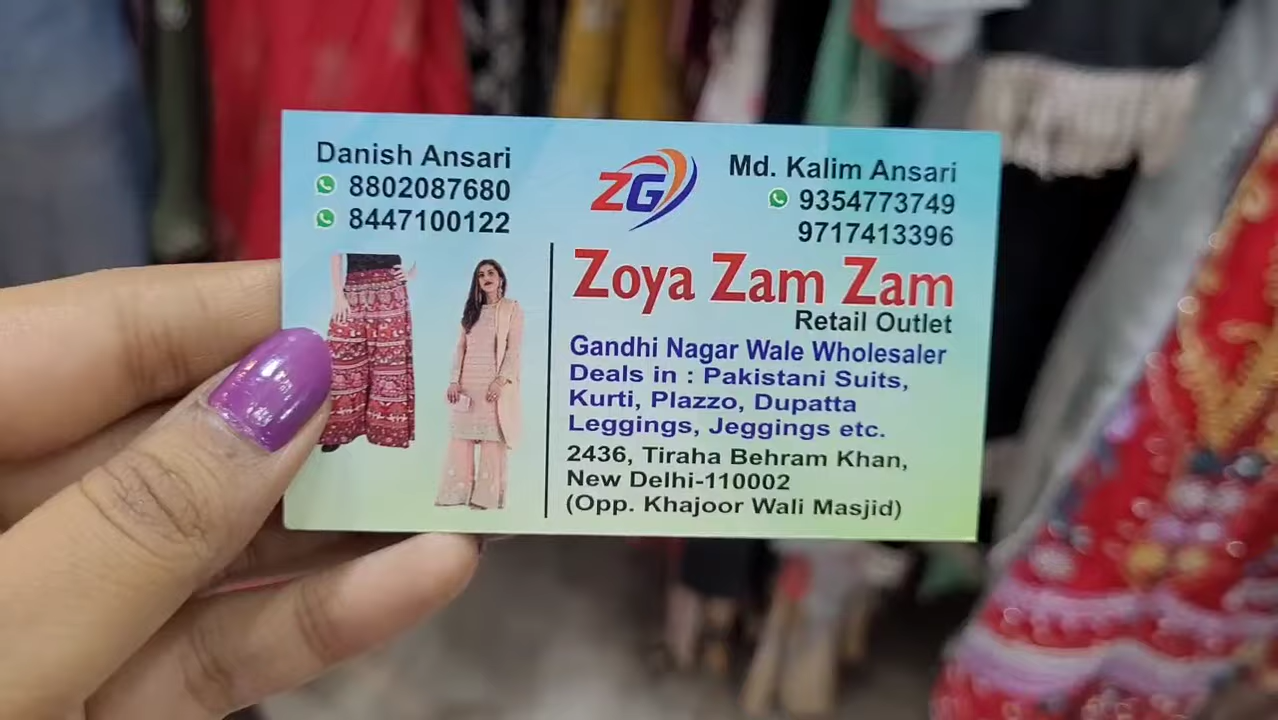 Danish Ansari
8802087680
8447100122
ZG
Md. Kalim Ansari
9354773749
9717413396
Zoya Zam Zam
Retail Outlet
Gandhi Nagar Wale Wholesaler
Deals in : Pakistani Suits,
Kurti, Plazzo, Dupatta
Leggings, Jeggings etc.
2436, Tiraha Behram Khan,
New Delhi-110002
(Opp. Khajoor Wali Masjid)